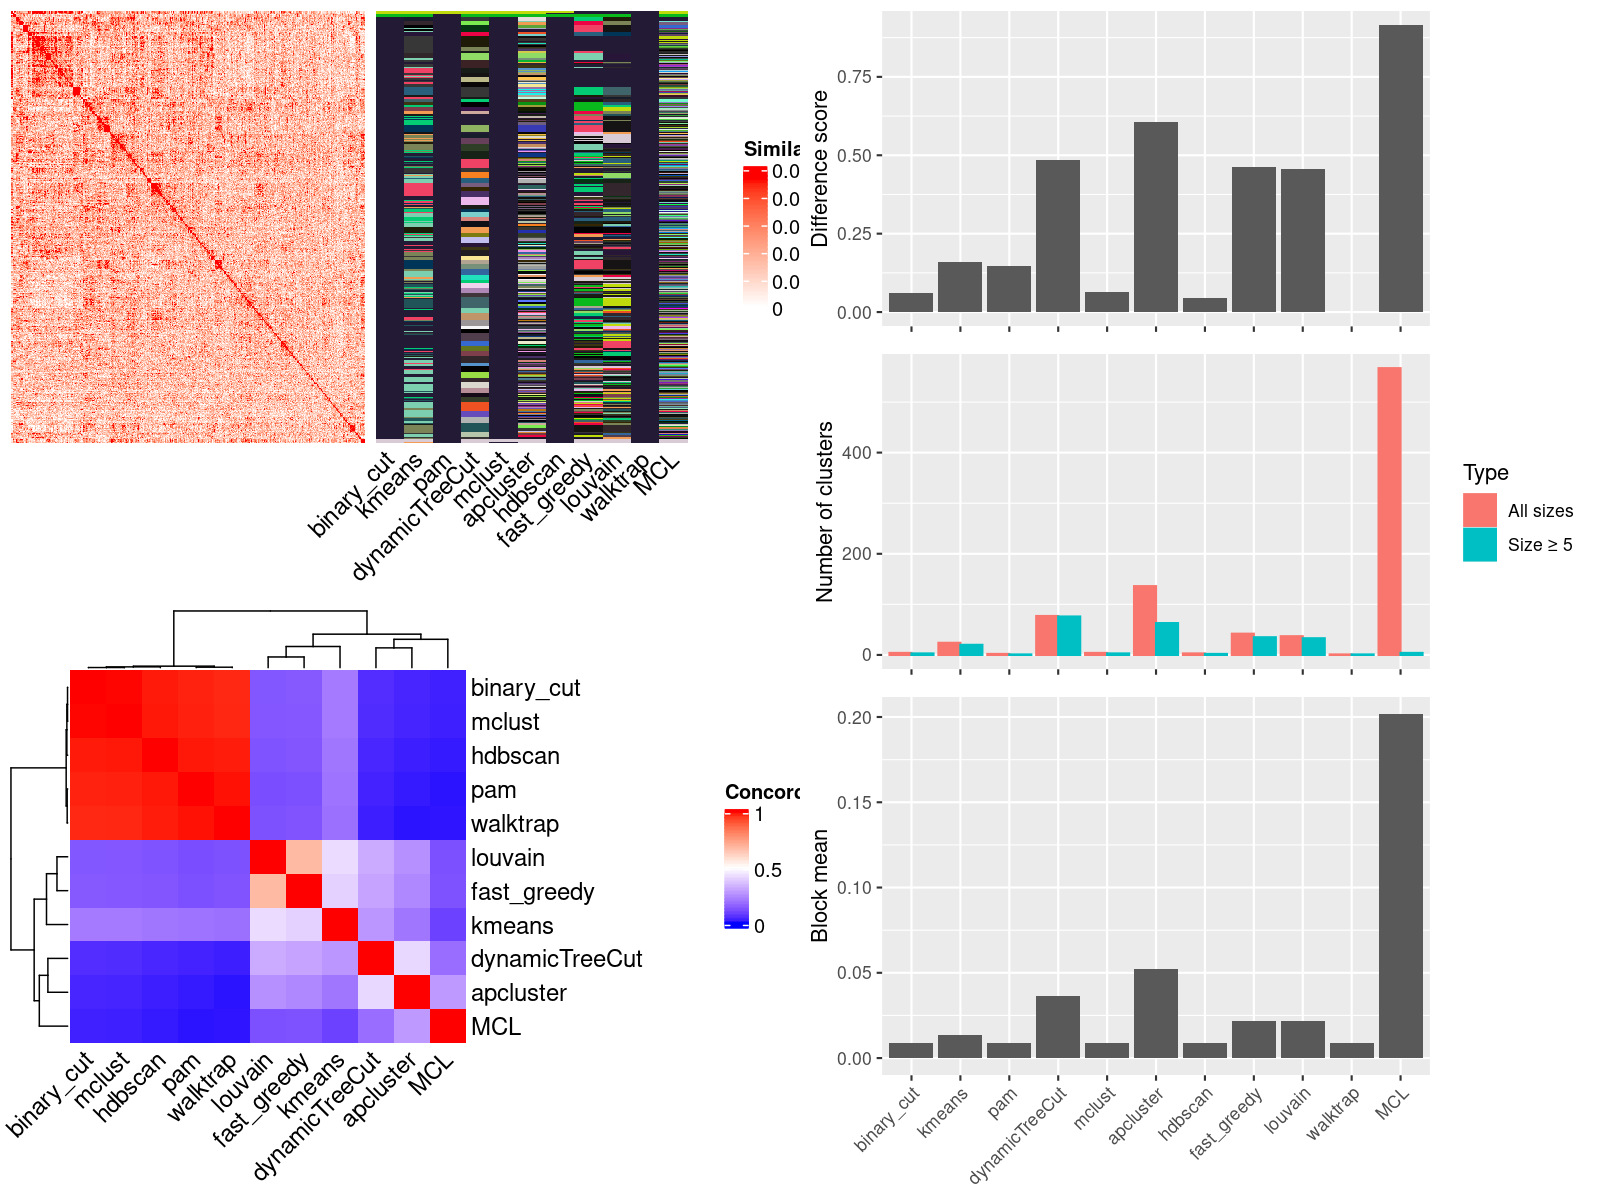 Simila
0.0
0.0
0.0
0.0
0.0
0
binary_cut
kmeans
pam
dynamicTreeCut
mclust
apcluster
hdbscan
fast_greedy
louvain
walktrap
MCL
Difference score
0.75
0.50
0.25
0.00
Number of clusters
400
200
0
Type
All sizes
Size ≥ 5
binary_cut
mclust
hdbscan
pam
walktrap
louvain
fast_greedy
kmeans
dynamicTreeCut
apcluster
MCL
binary_cut
mclust
hdbscan
pam
walktrap
louvain
fast_greedy
kmeans
dynamicTreeCut
apcluster
MCL
Concord
1
0.5
0
Block mean
0.20
0.15
0.10
0.05
0.00
binary_cut
kmeans
pam
dynamicTreeCut
mclust
apcluster
hdbscan
fast_greedy
louvain
walktrap
MCL